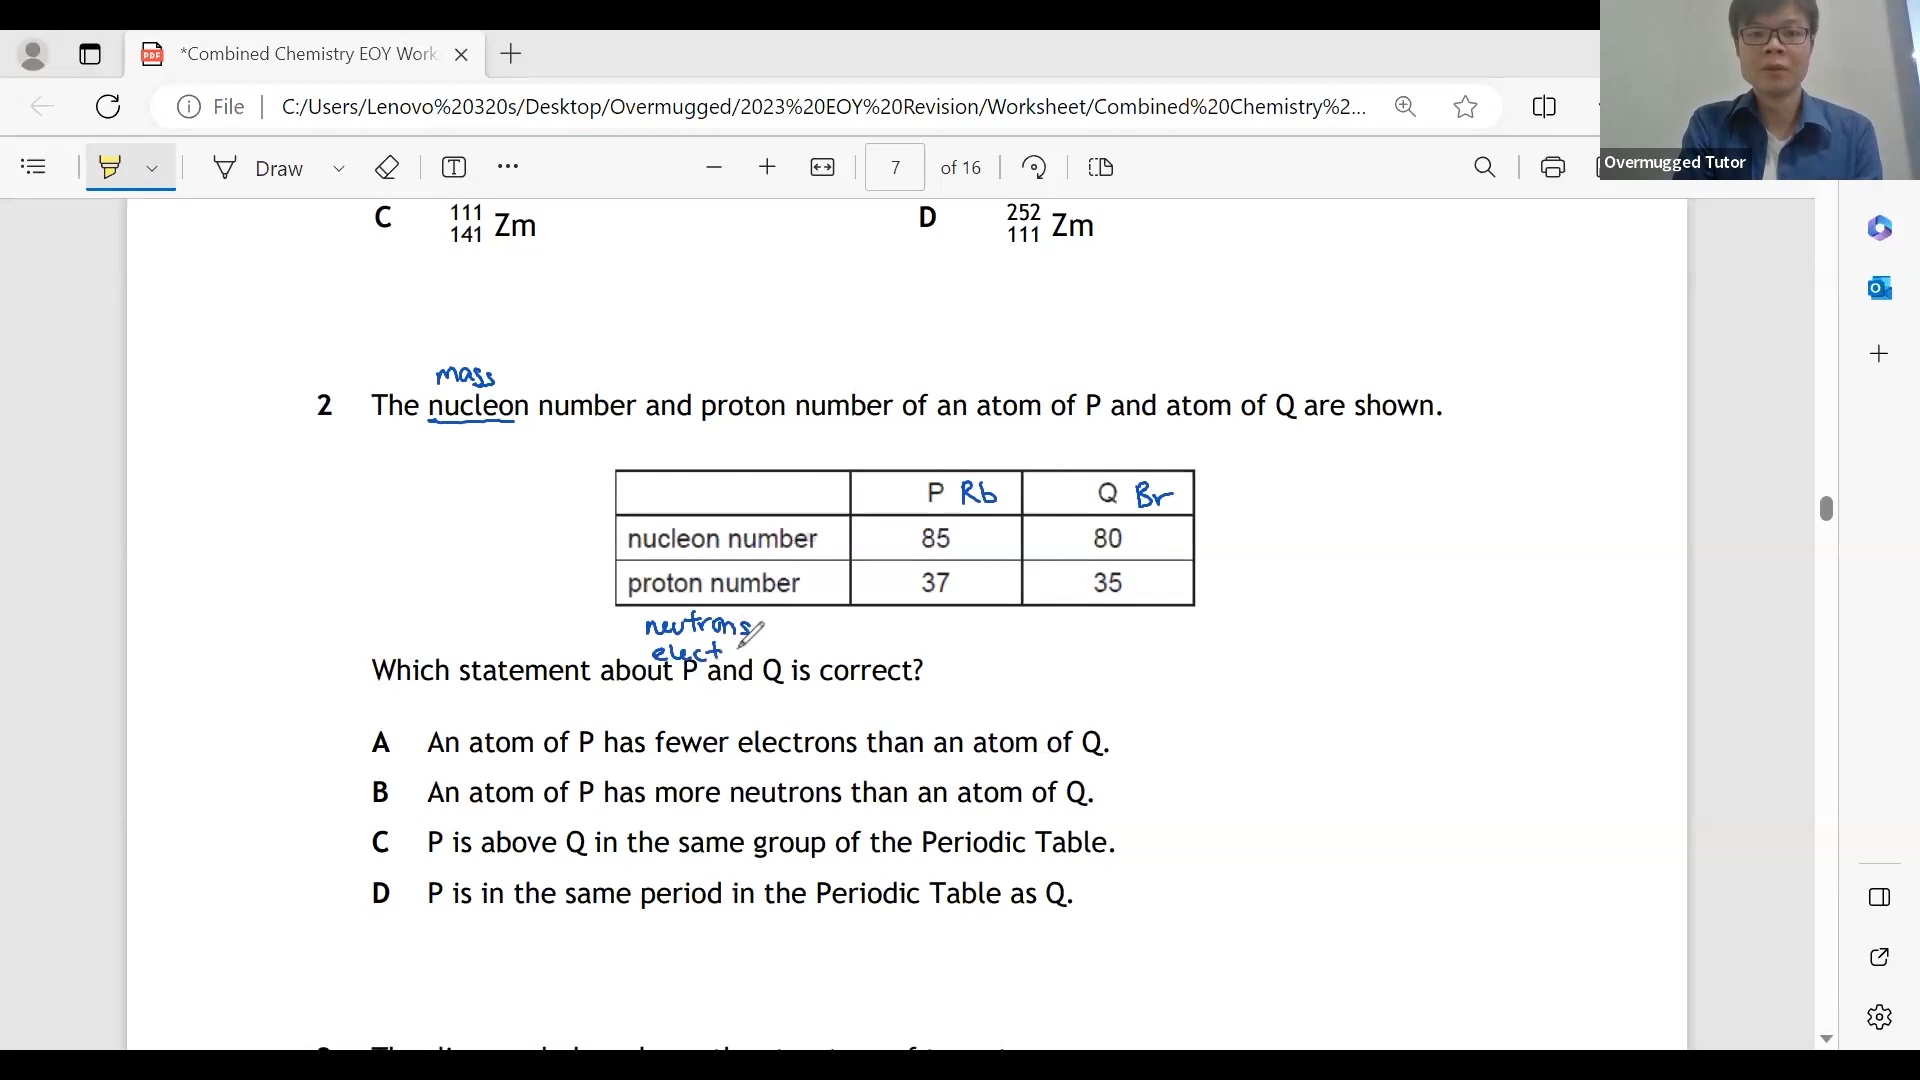 *Combined Chemistry EOY Work
File
C:/Users/Lenovo%20320s/Desktop/Overmugged/2023%20EOY%20Revision/Worksheet/Combined%20Chemistry%2...
Draw
7 of 16
Overmugged Tutor
C 111 141 Zm D 252 111 Zm
mass
2 The nucleon number and proton number of an atom of P and atom of Q are shown.
P Rb Q Br
nucleon number 85 80
proton number 37 35
neutrons
elect
Which statement about P and Q is correct?
A An atom of P has fewer electrons than an atom of Q.
B An atom of P has more neutrons than an atom of Q.
C P is above Q in the same group of the Periodic Table.
D P is in the same period in the Periodic Table as Q.